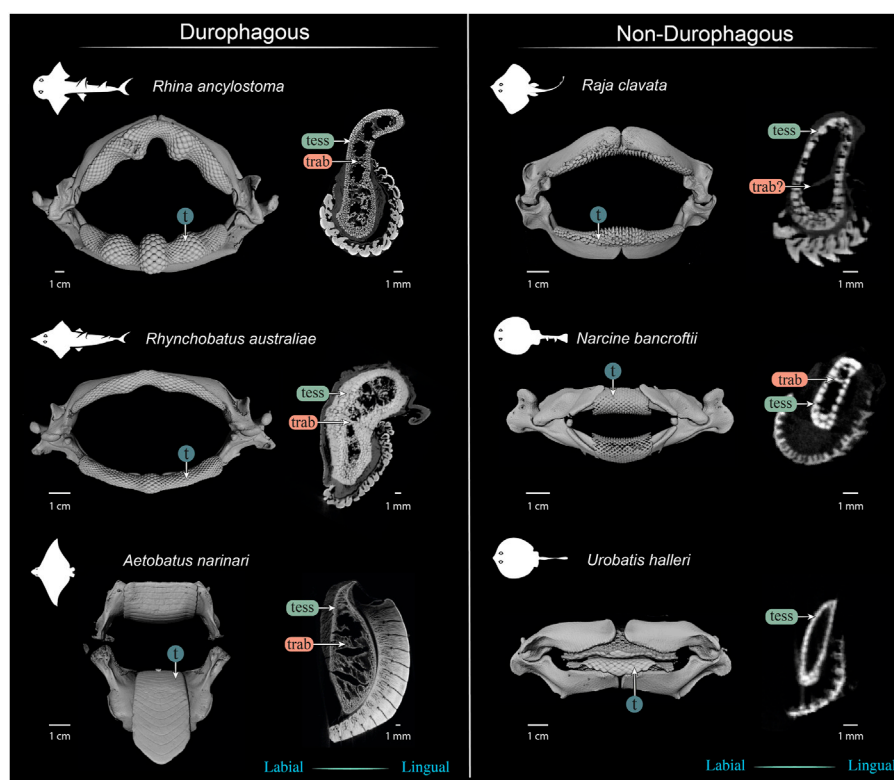 Durophagous
Rhina ancylostoma
tess
trab
t
1 cm
1 mm
Rhynchobatus australiae
tess
trab
t
1 cm
1 mm
Aetobatus narinari
tess
trab
t
1 cm
1 mm
Labial
Lingual
Non-Durophagous
Raja clavata
tess
trab?
t
1 cm
1 mm
Narcine bancroftii
t
trab
tess
1 cm
1 mm
Urobatis halleri
tess
t
1 cm
1 mm
Labial
Lingual